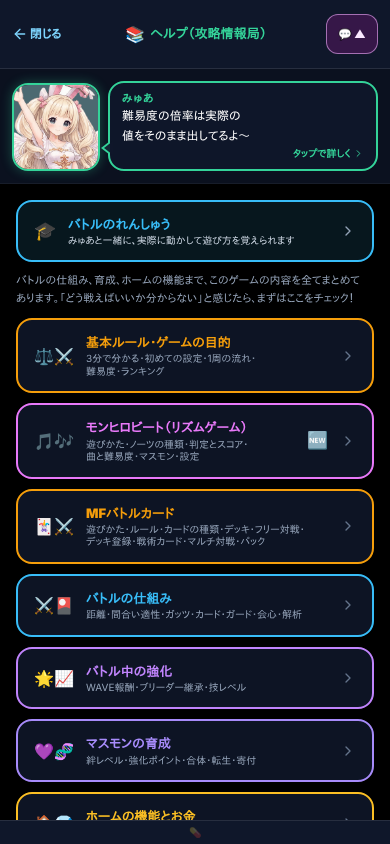 ← 閉じる
📚 ヘルプ(攻略情報局)
💬 ▲
みゅあ
難易度の倍率は実際の
値をそのまま出してるよ〜
タップで詳しく
バトルのれんしゅう
みゅあと一緒に、実際に動かして遊び方を覚えられます
バトルの仕組み、育成、ホームの機能まで、このゲームの内容を全てまとめて
あります。「どう戦えばいいか分からない」と感じたら、まずはここをチェック!
基本ルール・ゲームの目的
3分で分かる・初めての設定・1周の流れ・
難易度・ランキング
モンヒロビート(リズムゲーム)
遊びかた・ノーツの種類・判定とスコア・
曲と難易度・マスモン・設定
NEW
MFバトルカード
遊びかた・ルール・カードの種類・デッキ・フリー対戦・
デッキ登録・戦術カード・マルチ対戦・パック
バトルの仕組み
距離・間合い適性・ガッツ・カード・ガード・会心・解析
バトル中の強化
WAVE報酬・ブリーダー継承・技レベル
マスモンの育成
絆レベル・強化ポイント・合体・転生・寄付
ホームの機能とお金